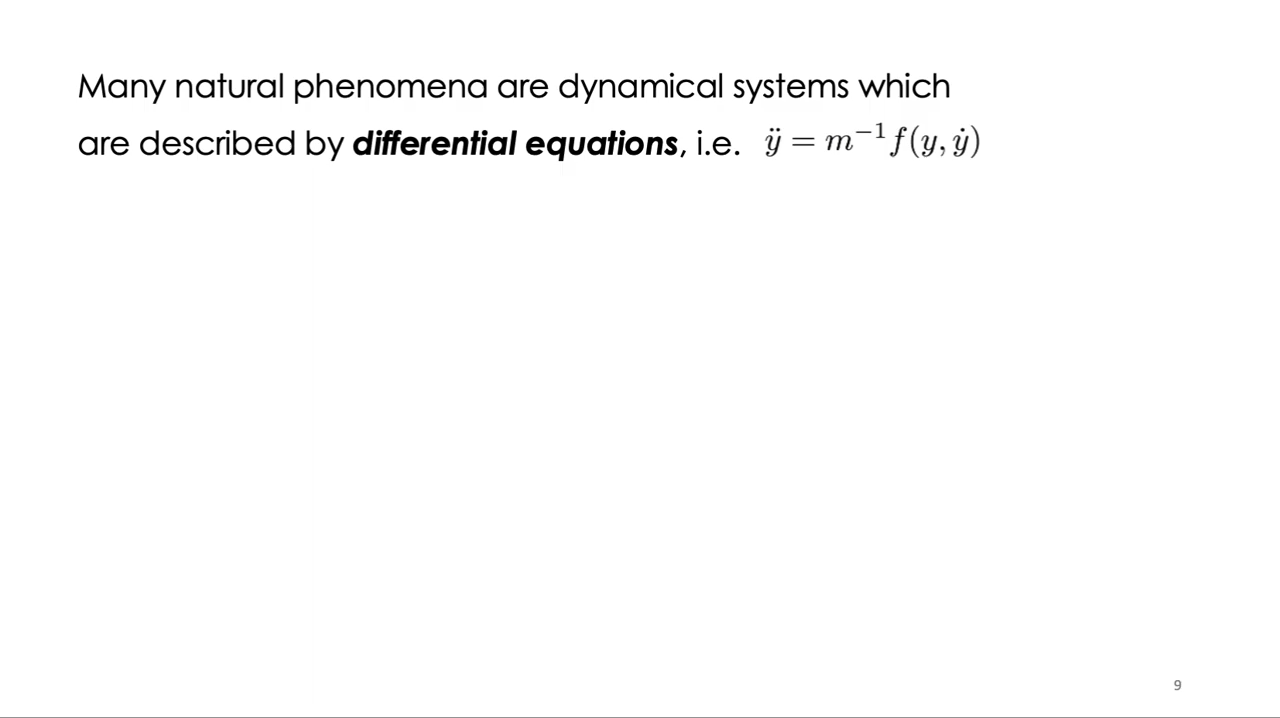 Many natural phenomena are dynamical systems which
are described by differential equations, i.e. ÿ = m⁻¹f(y, ẏ)
9